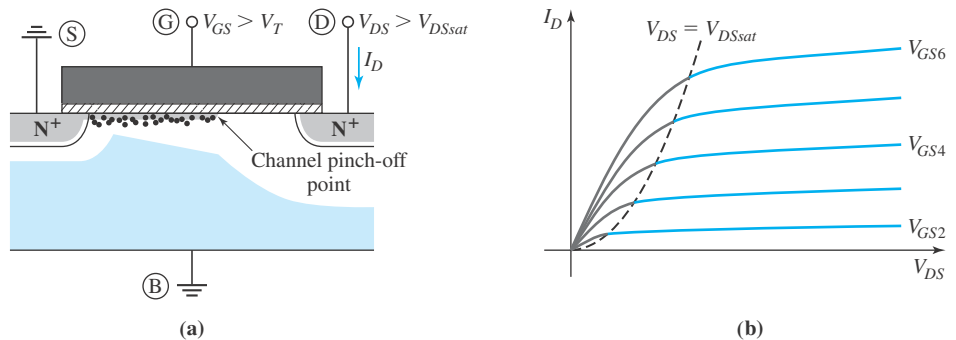 S
G
V_GS > V_T
D
V_DS > V_DSsat
I_D
N+
N+
Channel pinch-off
point
B
(a)
I_D
V_DS = V_DSsat
V_GS6
V_GS4
V_GS2
V_DS
(b)